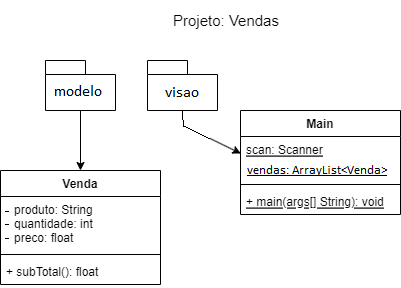 Projeto: Vendas
modelo
visao
Main
scan: Scanner
vendas: ArrayList<Venda>
+ main(args[] String): void
Venda
- produto: String
- quantidade: int
- preco: float
+ subTotal(): float